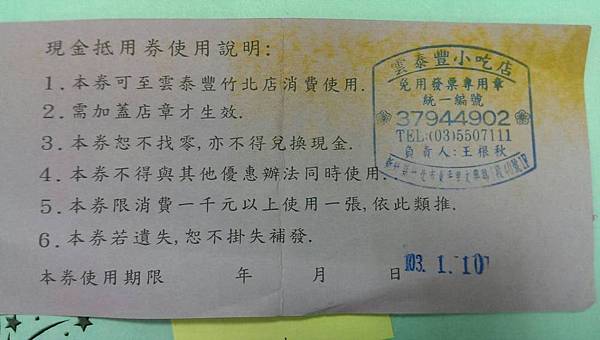 現金抵用券使用說明:
1.本券可至雲泰豐竹北店消費使用.
2.需加蓋店章才生效.
3.本券恕不找零,亦不得兌換現金.
4.本券不得與其他優惠辦法同時使用.
5.本券限消費一千元以上使用一張,依此類推.
6.本券若遺失,恕不掛失補發.
本券使用期限 年 月 日
103. 1. 10
雲泰豐小吃店
免用發票專用章
統一編號
37944902
TEL:(03)5507111
負責人:王根秋